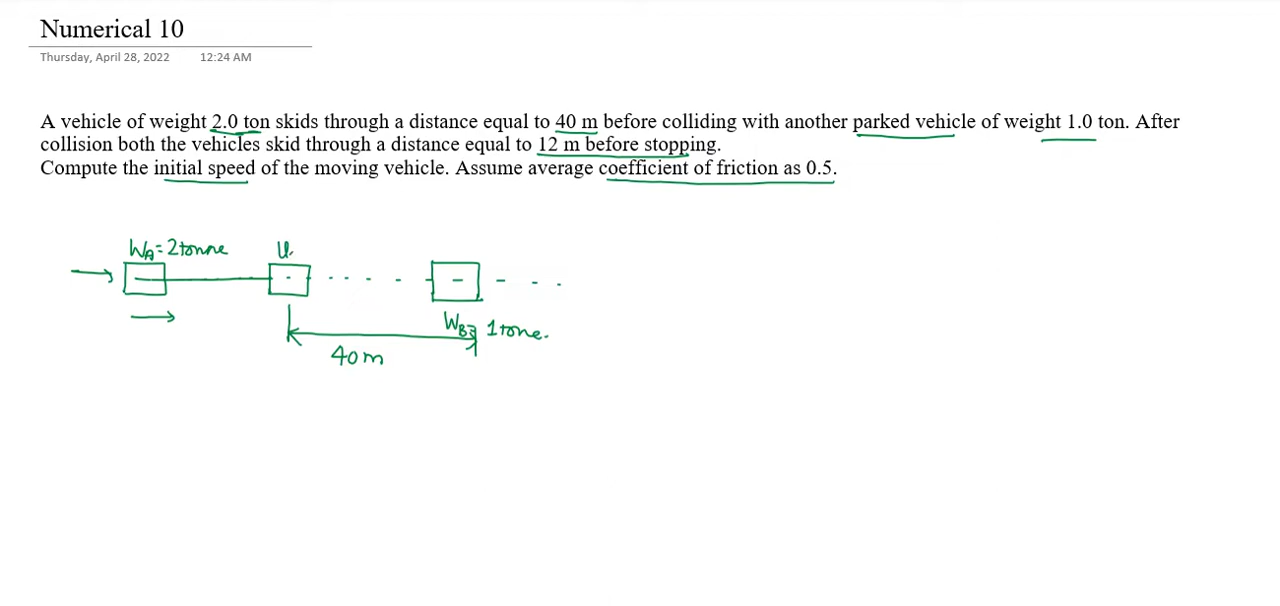 Numerical 10
Thursday, April 28, 2022 12:24 AM
A vehicle of weight 2.0 ton skids through a distance equal to 40 m before colliding with another parked vehicle of weight 1.0 ton. After
collision both the vehicles skid through a distance equal to 12 m before stopping.
Compute the initial speed of the moving vehicle. Assume average coefficient of friction as 0.5.
WA=2tonne U.
WB= 1tone.
40m